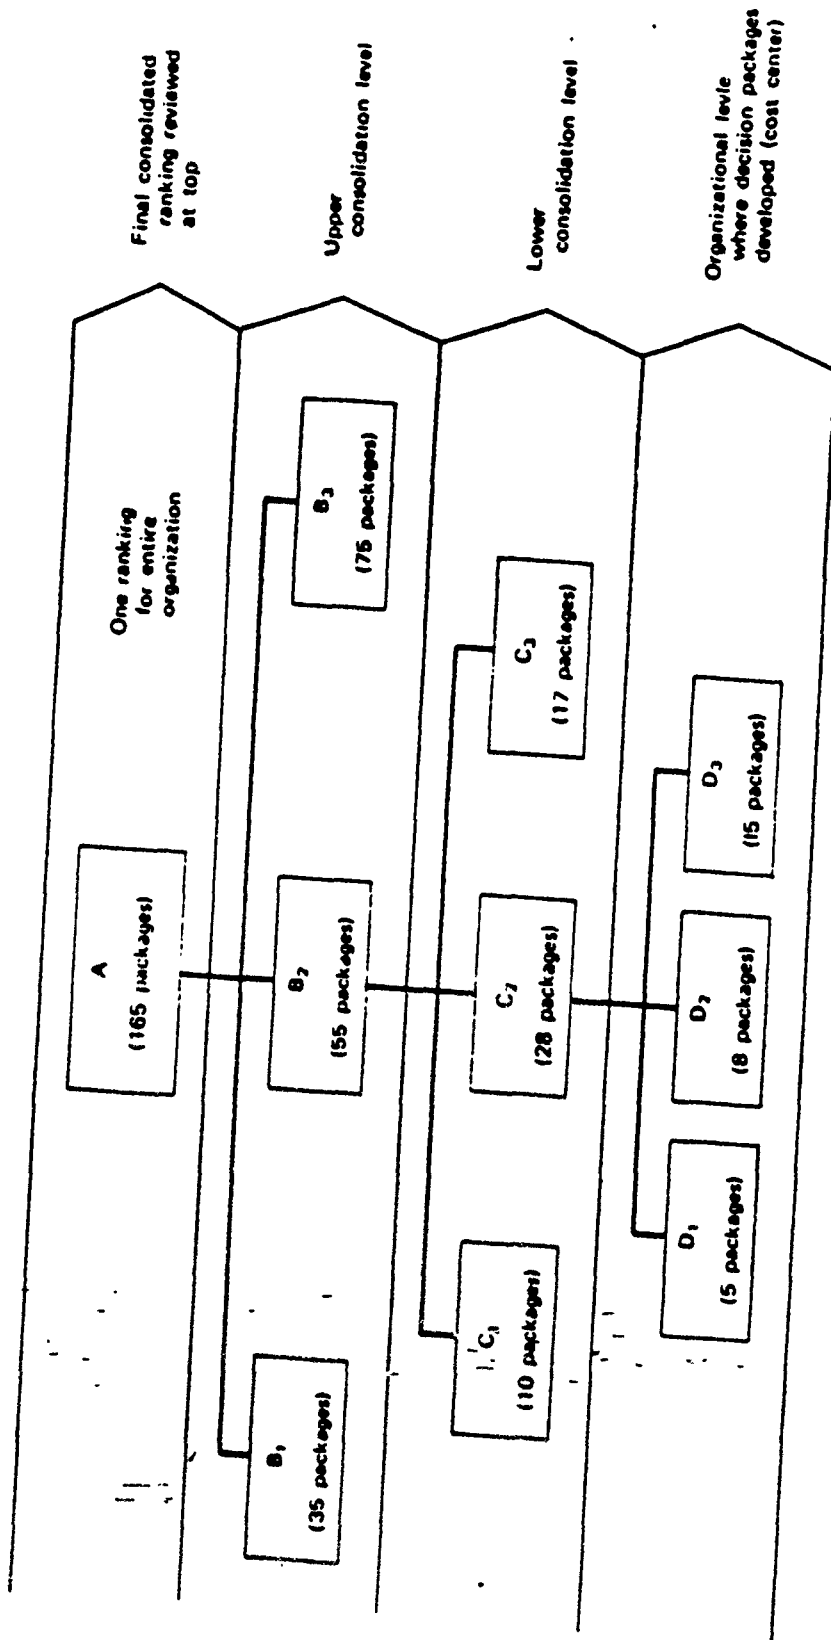 A
(165 packages)
One ranking
for entire
organization
Final consolidated
ranking reviewed
at top
B1
(35 packages)
B2
(55 packages)
B3
(75 packages)
Upper
consolidation level
C1
(10 packages)
C2
(28 packages)
C3
(17 packages)
Lower
consolidation level
D1
(5 packages)
D2
(8 packages)
D3
(15 packages)
Organizational levle
where decision packages
developed (cost center)